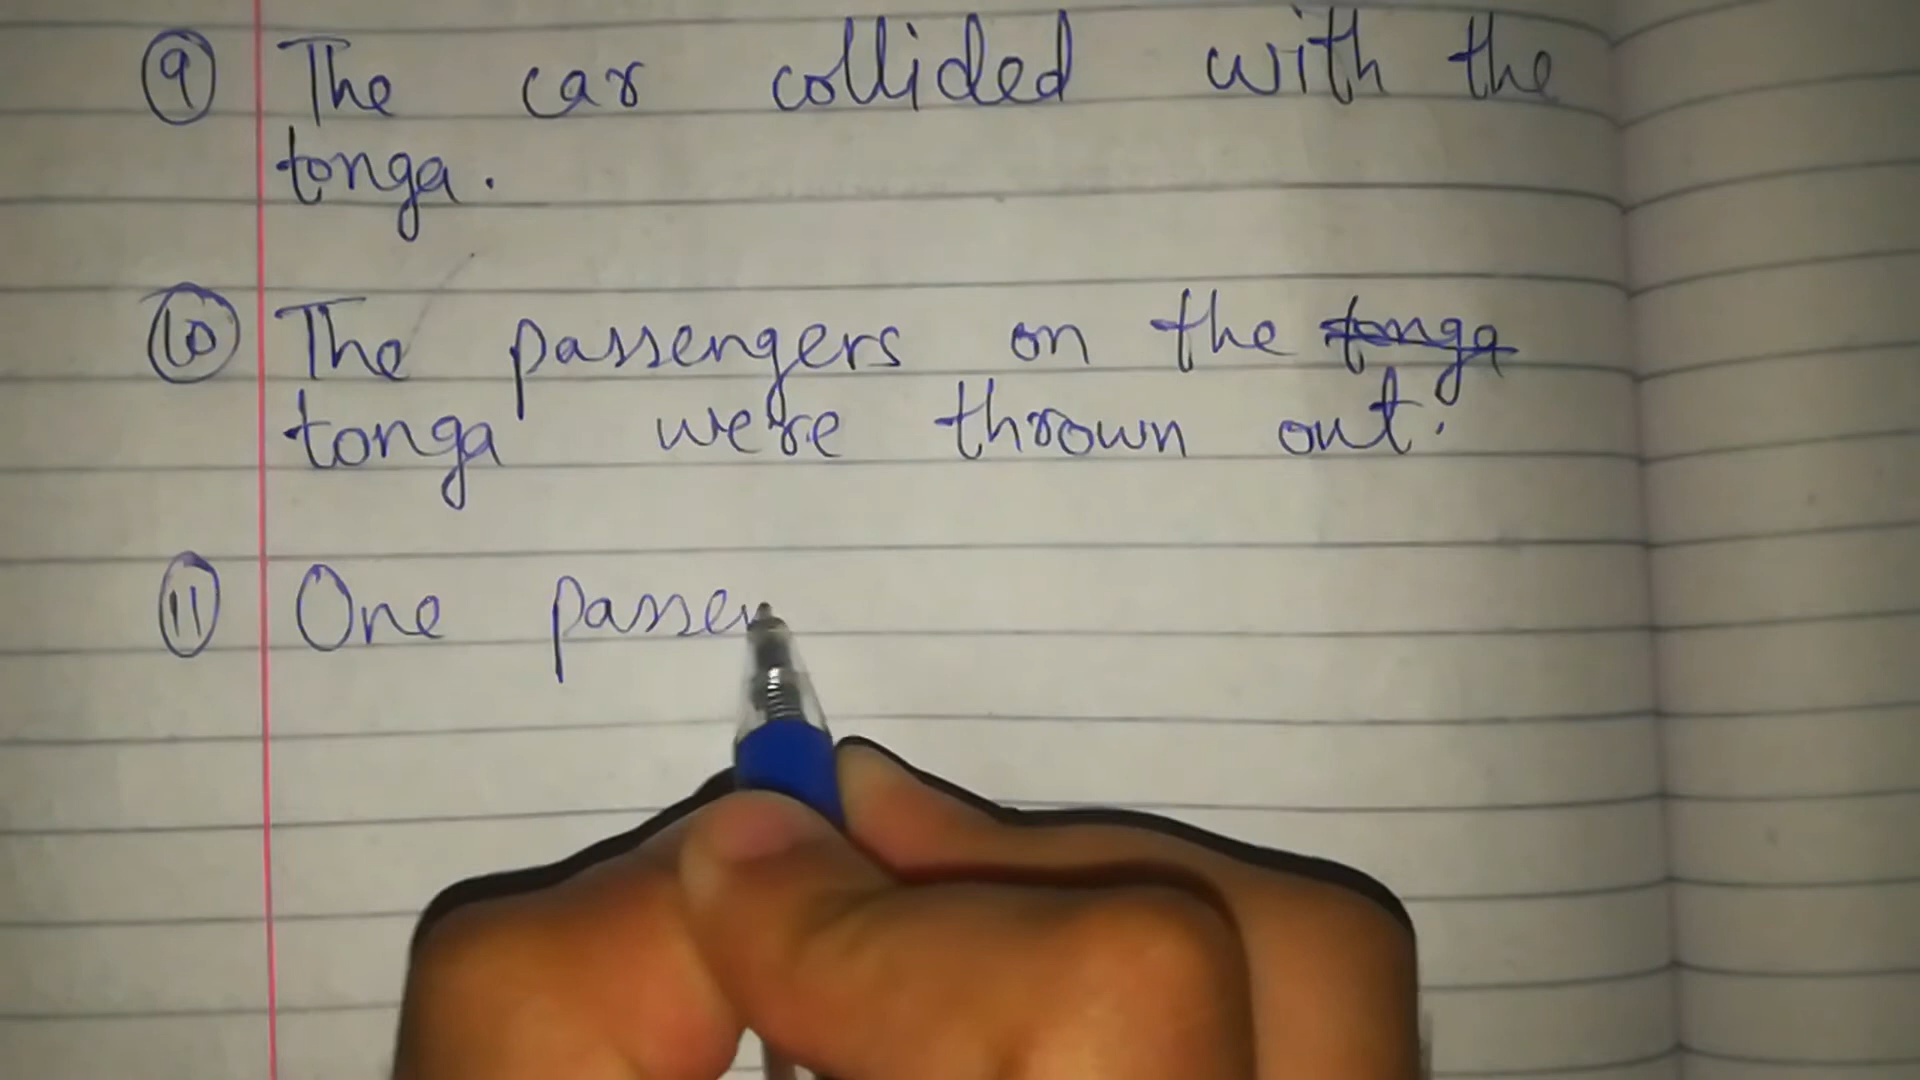 9 The car collided with the
tonga.
10 The passengers on the tonga
tonga were thrown out.
11 One passen